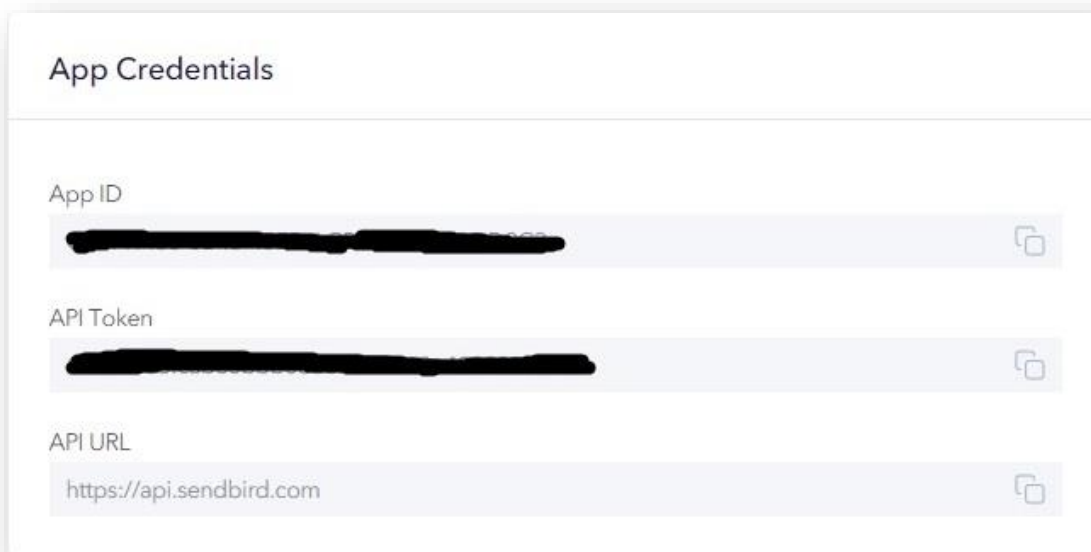 App Credentials
App ID
API Token
API URL
https://api.sendbird.com